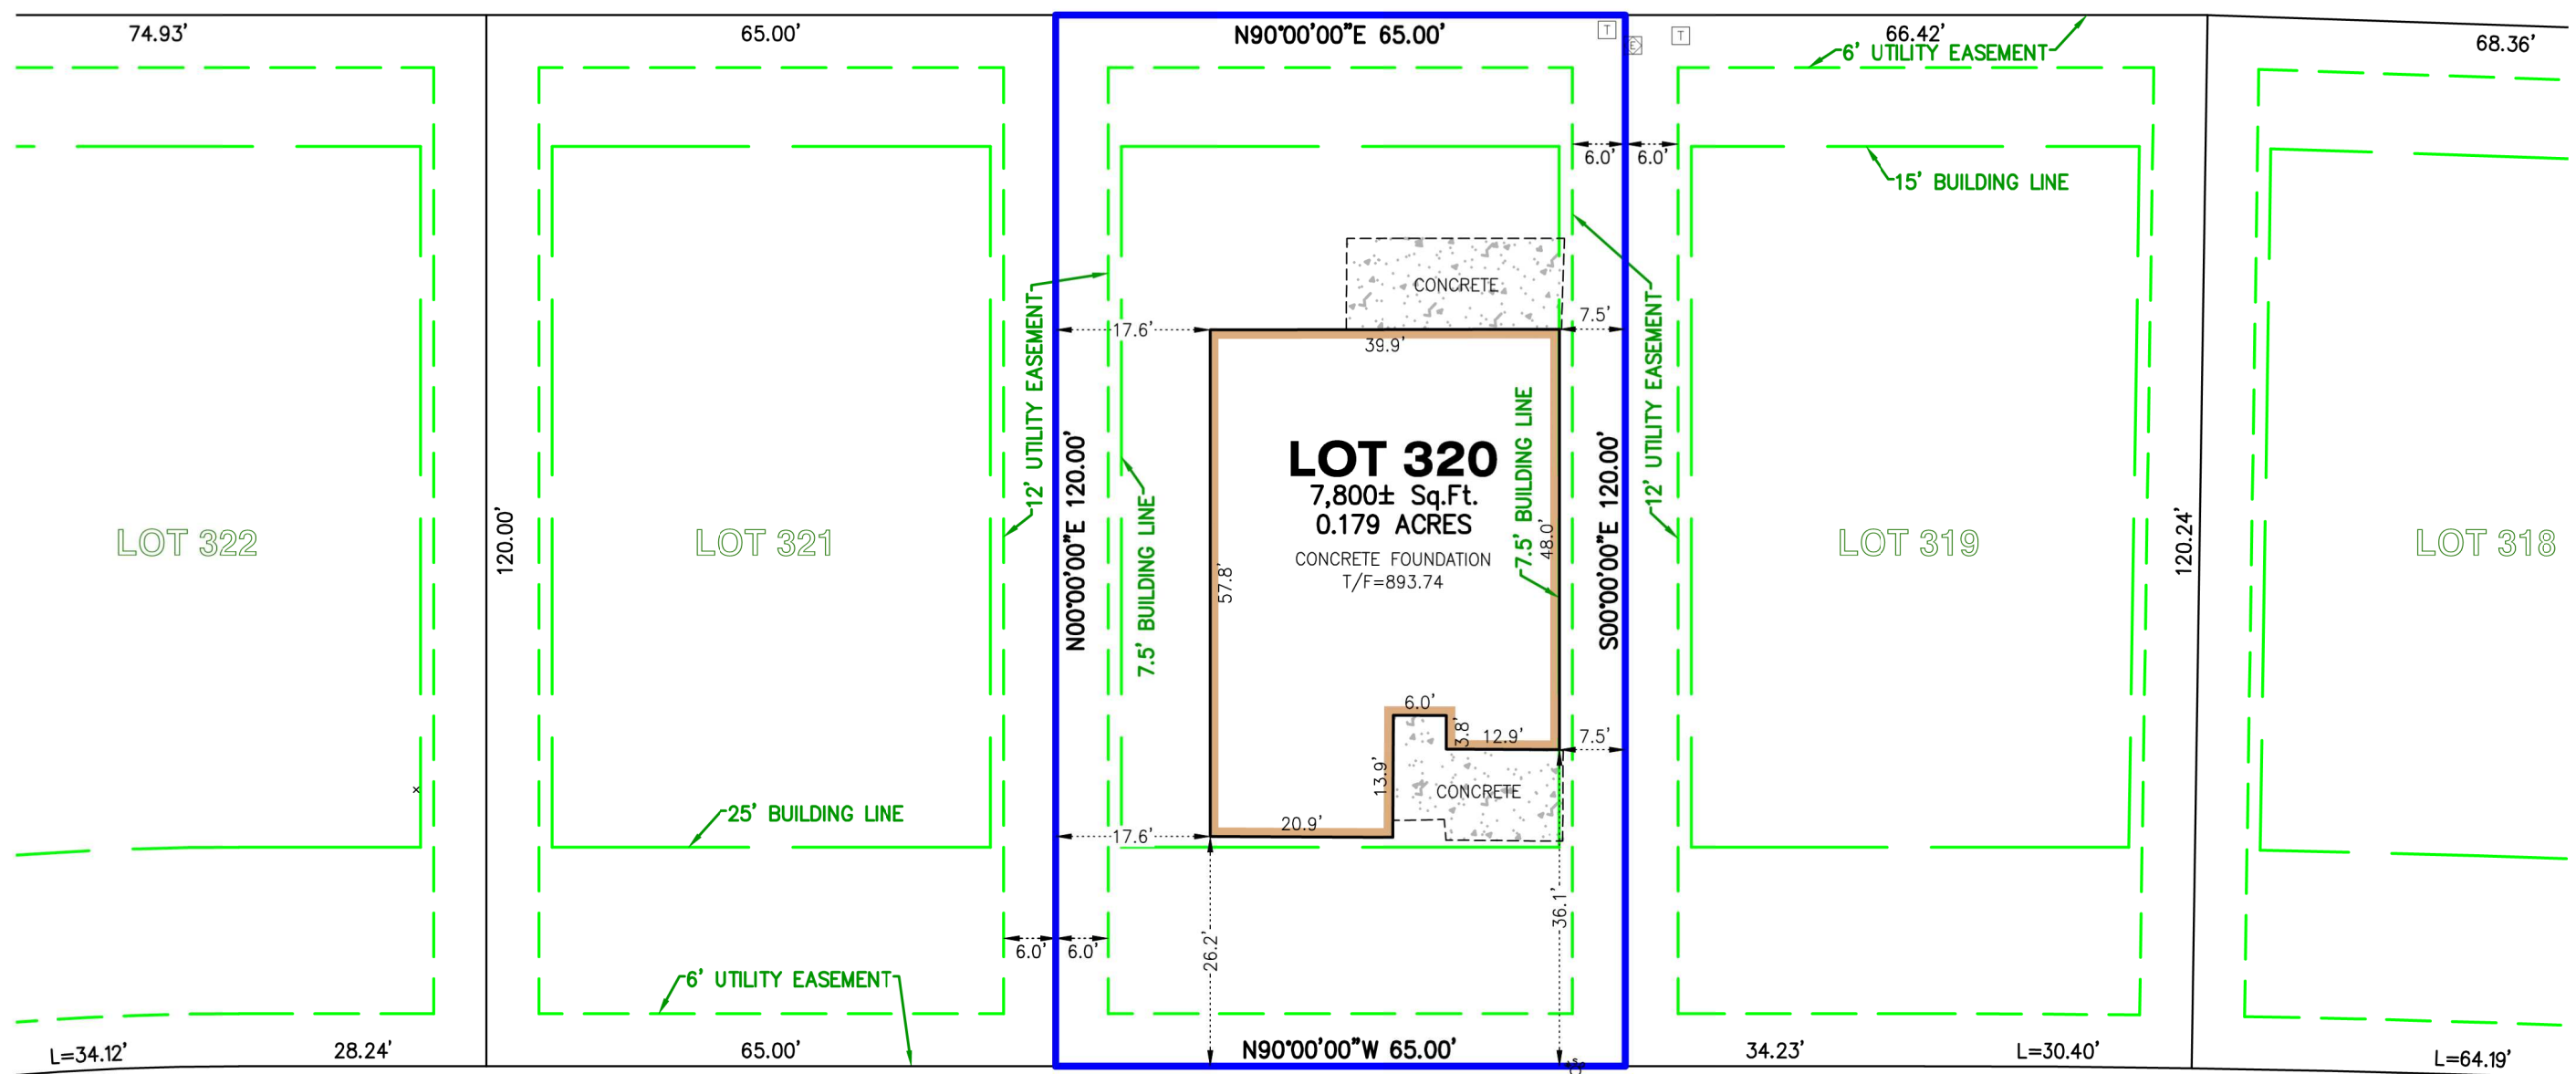 74.93'
65.00'
N90°00'00"E 65.00'
T
E
T
66.42'
6' UTILITY EASEMENT
68.36'
6.0'
6.0'
15' BUILDING LINE
CONCRETE
17.6'
7.5'
39.9'
12' UTILITY EASEMENT
12' UTILITY EASEMENT
7.5' BUILDING LINE
7.5' BUILDING LINE
N00°00'00"E 120.00'
S00°00'00"E 120.00'
LOT 320
7,800± Sq.Ft.
0.179 ACRES
CONCRETE FOUNDATION
T/F=893.74
48.0'
57.8'
LOT 322
120.00'
LOT 321
LOT 319
120.24'
LOT 318
6.0'
3.8'
12.9'
7.5'
13.9'
CONCRETE
x
25' BUILDING LINE
20.9'
17.6'
26.2'
36.1'
6.0'
6.0'
6' UTILITY EASEMENT
L=34.12'
28.24'
65.00'
N90°00'00"W 65.00'
34.23'
L=30.40'
L=64.19'